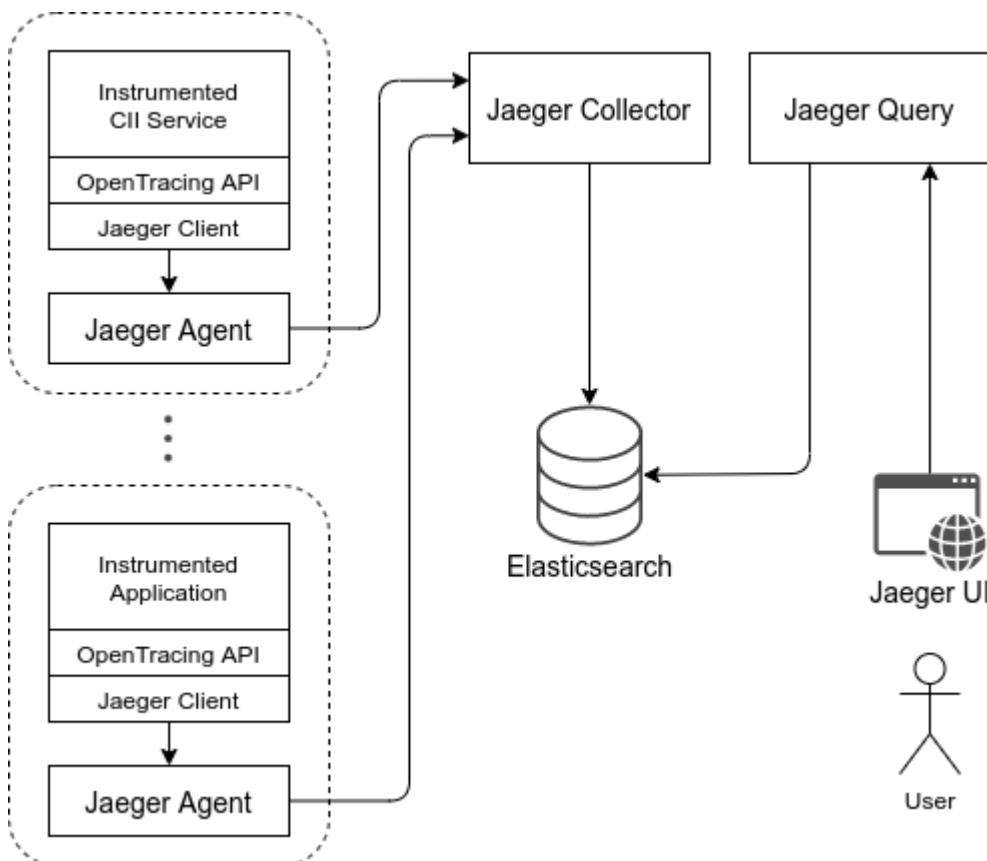 Instrumented
CII Service
OpenTracing API
Jaeger Client
Jaeger Agent
Jaeger Collector
Jaeger Query
Elasticsearch
Jaeger UI
User
Instrumented
Application
OpenTracing API
Jaeger Client
Jaeger Agent